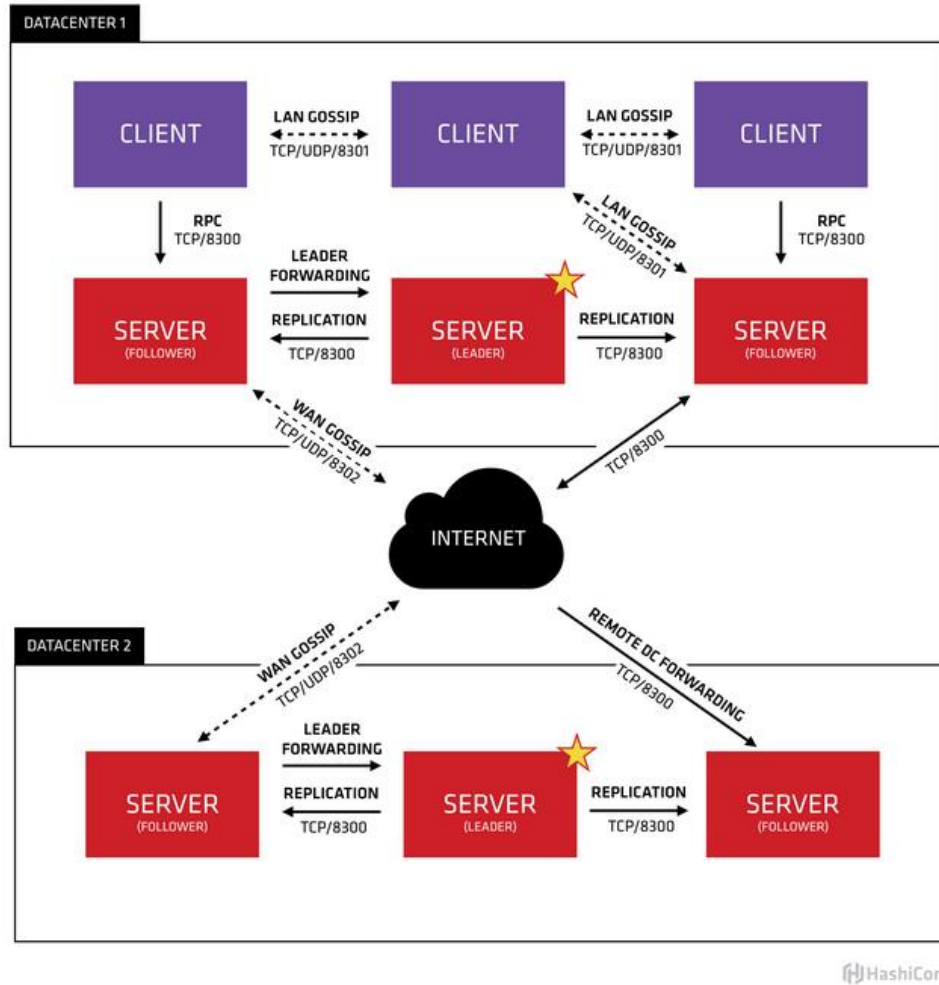 DATACENTER 1
CLIENT
LAN GOSSIP
TCP/UDP/8301
CLIENT
LAN GOSSIP
TCP/UDP/8301
CLIENT
RPC
TCP/8300
LAN GOSSIP
TCP/UDP/8301
RPC
TCP/8300
LEADER
FORWARDING
SERVER
(FOLLOWER)
REPLICATION
TCP/8300
SERVER
(LEADER)
REPLICATION
TCP/8300
SERVER
(FOLLOWER)
WAN GOSSIP
TCP/UDP/8302
TCP/8300
INTERNET
DATACENTER 2
WAN GOSSIP
TCP/UDP/8302
REMOTE DC FORWARDING
TCP/8300
LEADER
FORWARDING
SERVER
(FOLLOWER)
REPLICATION
TCP/8300
SERVER
(LEADER)
REPLICATION
TCP/8300
SERVER
(FOLLOWER)
HashiCor